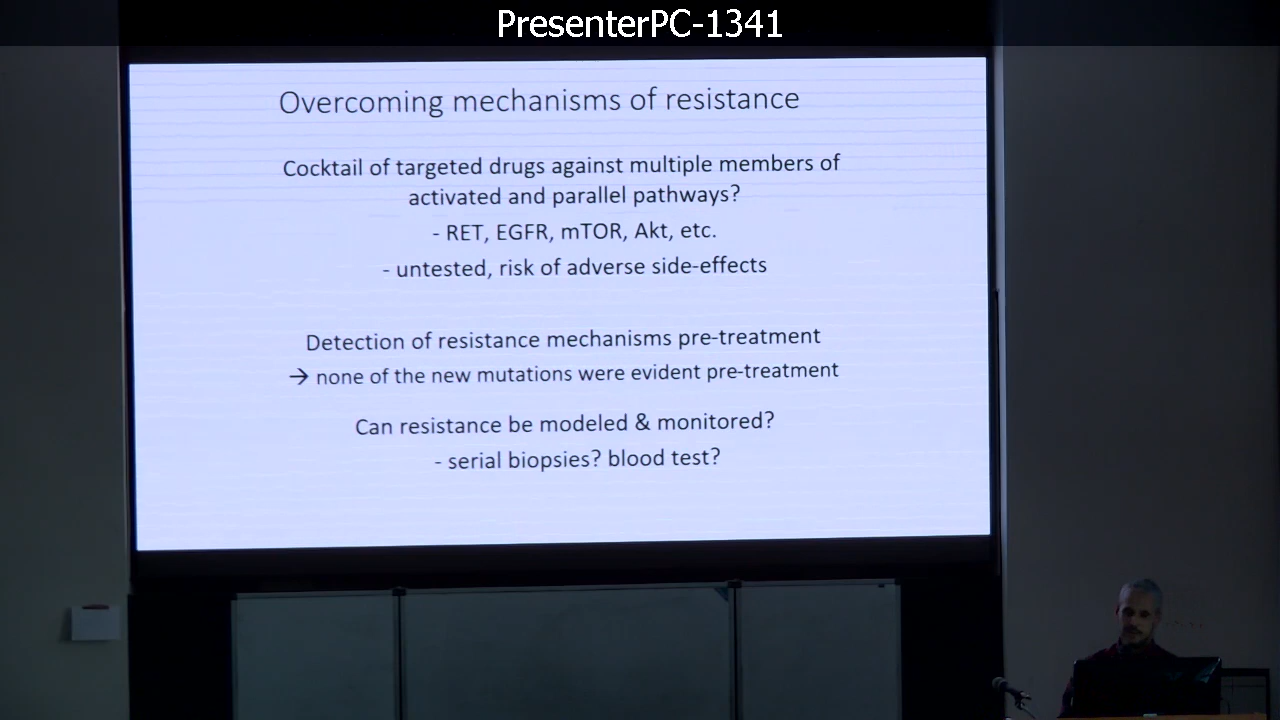 PresenterPC-1341
Overcoming mechanisms of resistance
Cocktail of targeted drugs against multiple members of
activated and parallel pathways?
- RET, EGFR, mTOR, Akt, etc.
- untested, risk of adverse side-effects
Detection of resistance mechanisms pre-treatment
→ none of the new mutations were evident pre-treatment
Can resistance be modeled & monitored?
- serial biopsies? blood test?